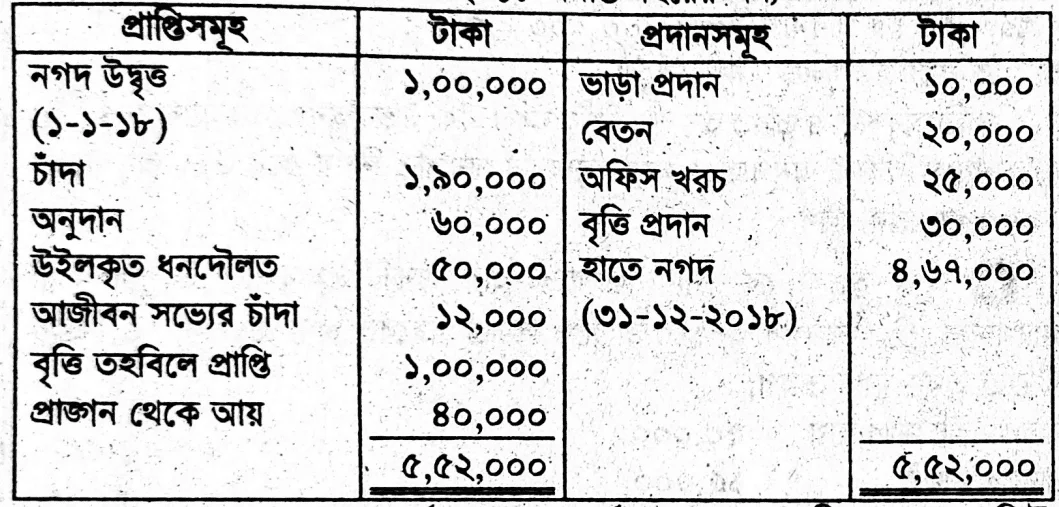 প্রাপ্তিসমূহ টাকা প্রদানসমূহ টাকা
নগদ উদ্বৃত্ত ১,০০,০০০ ভাড়া প্রদান ১০,০০০
(১-১-১৮) বেতন ২০,০০০
চাঁদা ১,৯০,০০০ অফিস খরচ ২৫,০০০
অনুদান ৬০,০০০ বৃত্তি প্রদান ৩০,০০০
উইলকৃত ধনদৌলত ৫০,০০০ হাতে নগদ ৪,৬৭,০০০
আজীবন সভ্যের চাঁদা ১২,০০০ (৩১-১২-২০১৮)
বৃত্তি তহবিলে প্রাপ্তি ১,০০,০০০
প্রাঙ্গান থেকে আয় ৪০,০০০
৫,৫২,০০০ ৫,৫২,০০০